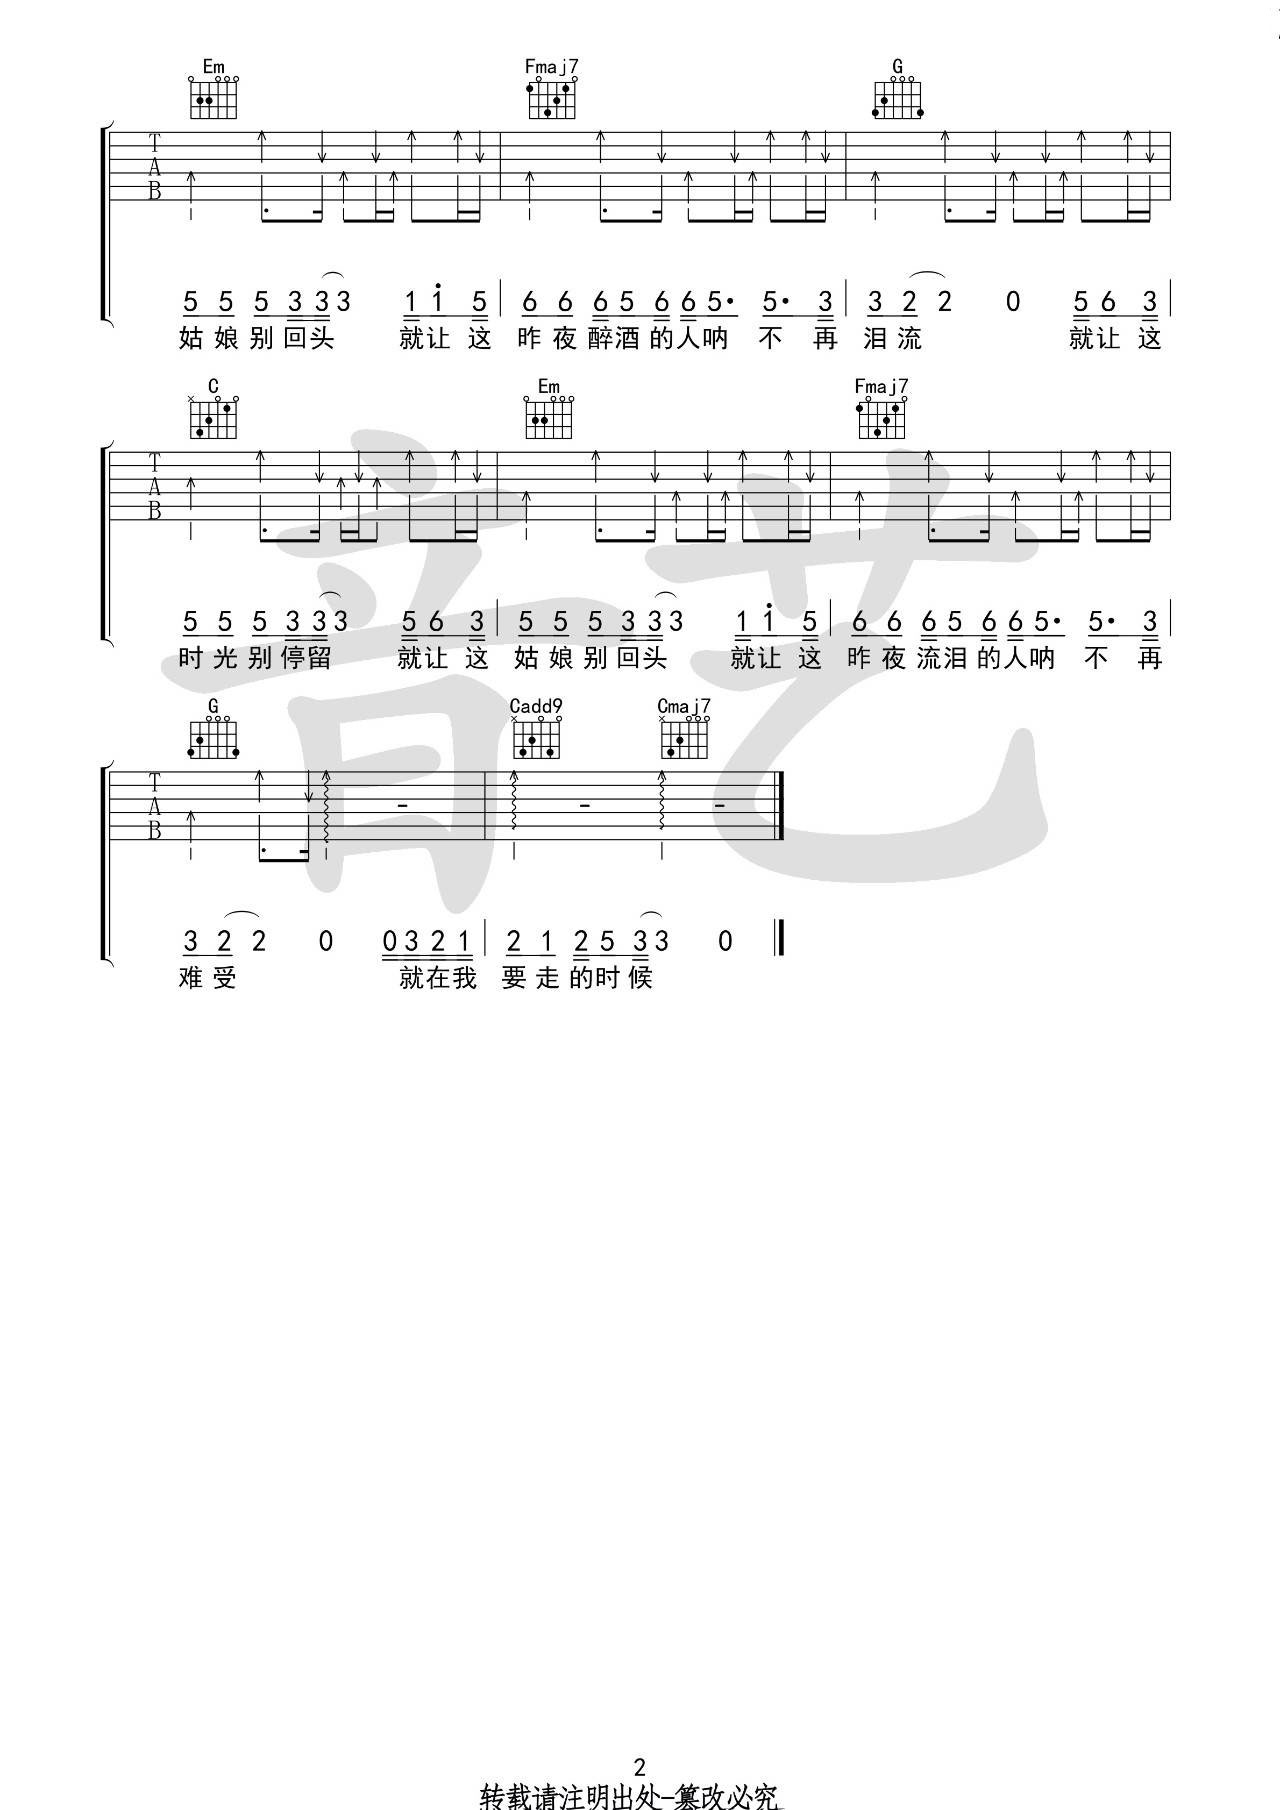 Em Fmaj7 G
T
A
B
5 5 5 3 3 3 1 1 5 6 6 6 5 6 6 5· 5· 3 3 2 2 0 5 6 3
姑娘别回头 就让这 昨夜醉酒的人呐 不再 泪流 就让这
C Em Fmaj7
T
A
B
5 5 5 3 3 3 5 6 3 5 5 5 3 3 3 1 1 5 6 6 6 5 6 6 5· 5· 3
时光别停留 就让这 姑娘别回头 就让这 昨夜流泪的人呐 不再
G Cadd9 Cmaj7
T
A
B
- - -
3 2 2 0 0 3 2 1 2 1 2 5 3 3 0
难受 就在我 要走的时候
音艺
2
转载请注明出处-篡改必究